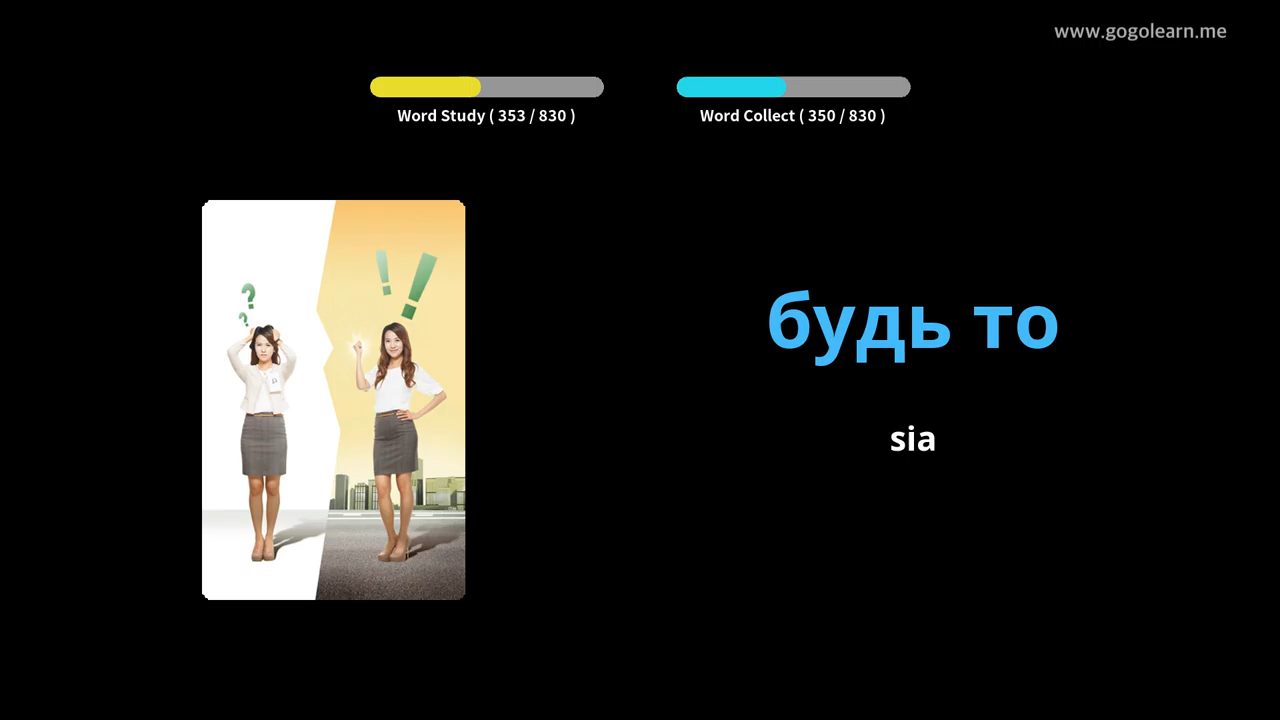 www.gogolearn.me
Word Study ( 353 / 830 )
Word Collect ( 350 / 830 )
? ?
! !
будь то
sia